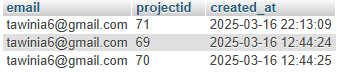 email projectid created_at
tawinia6@gmail.com 71 2025-03-16 22:13:09
tawinia6@gmail.com 69 2025-03-16 12:44:24
tawinia6@gmail.com 70 2025-03-16 12:44:25